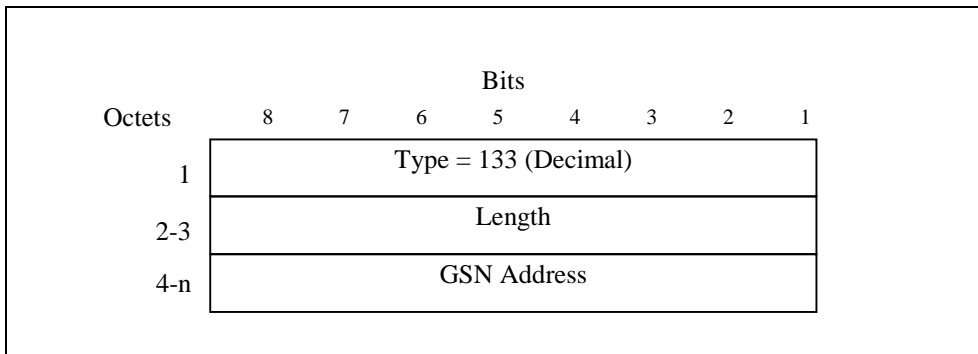 Bits
Octets 8 7 6 5 4 3 2 1
1 Type = 133 (Decimal)
2-3 Length
4-n GSN Address